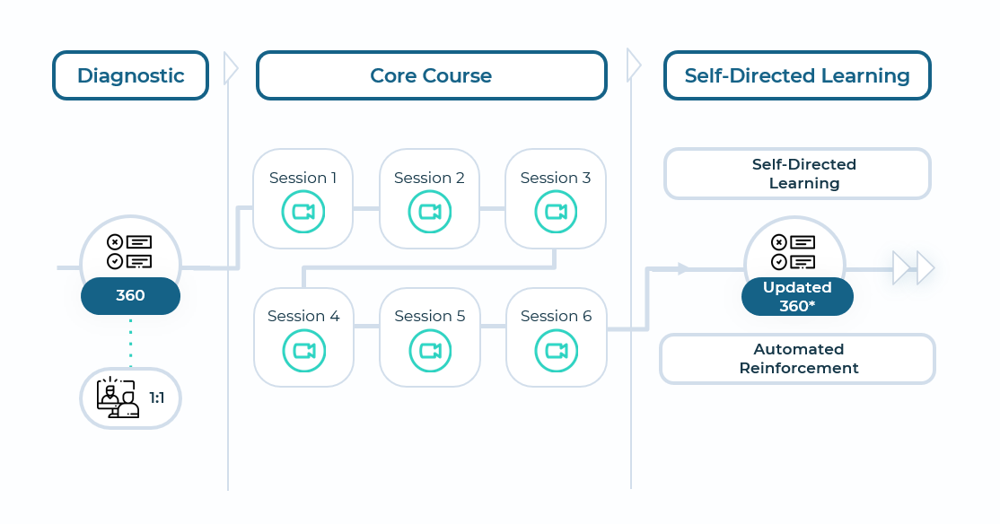 Diagnostic
Core Course
Self-Directed Learning
Session 1
Session 2
Session 3
Self-Directed
Learning
360
Session 4
Session 5
Session 6
Updated
360*
Automated
Reinforcement
1:1